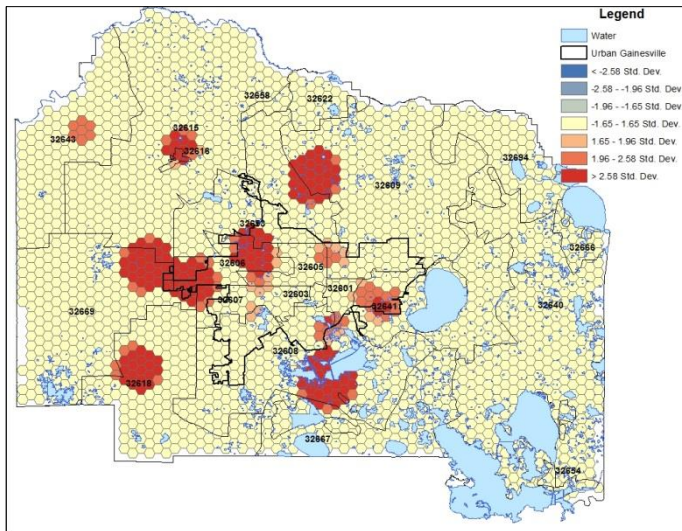 Legend
Water
Urban Gainesville
< -2.58 Std. Dev.
-2.58 - -1.96 Std. Dev
-1.96 - -1.65 Std. Dev.
-1.65 - 1.65 Std. Dev.
1.65 - 1.96 Std. Dev.
1.96 - 2.58 Std. Dev.
> 2.58 Std. Dev.
32658
32622
32615
32643
32616
32694
32609
32653
32656
32606
32605
32607
32603
32601
32641
32640
32669
32608
32618
32667
32654